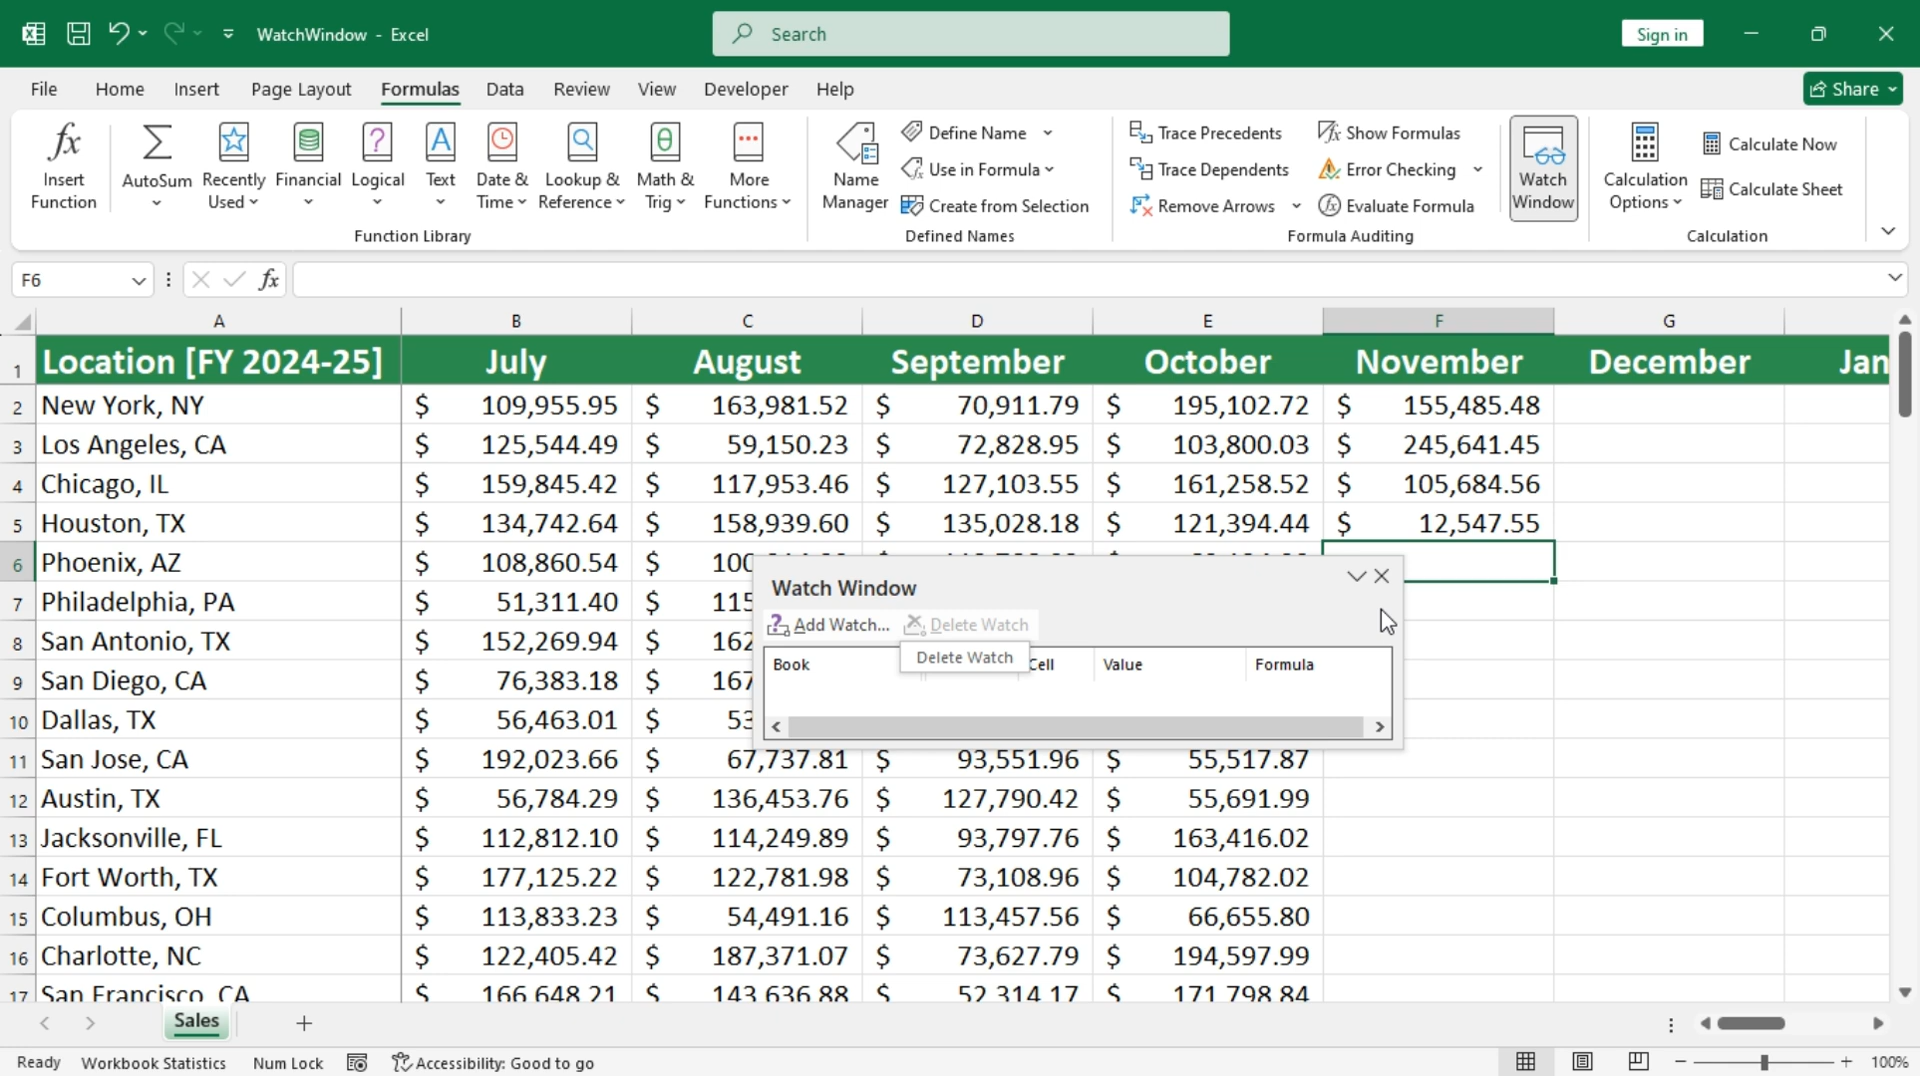 WatchWindow - Excel
Search
Sign in
File Home Insert Page Layout Formulas Data Review View Developer Help
Share
Insert Function
AutoSum
Recently Used
Financial
Logical
Text
Date & Time
Lookup & Reference
Math & Trig
More Functions
Function Library
Name Manager
Define Name
Use in Formula
Create from Selection
Defined Names
Trace Precedents
Trace Dependents
Remove Arrows
Show Formulas
Error Checking
Evaluate Formula
Formula Auditing
Watch Window
Calculation Options
Calculate Now
Calculate Sheet
Calculation
F6
fx
A B C D E F G
1 Location [FY 2024-25] July August September October November December Jan
2 New York, NY $ 109,955.95 $ 163,981.52 $ 70,911.79 $ 195,102.72 $ 155,485.48
3 Los Angeles, CA $ 125,544.49 $ 59,150.23 $ 72,828.95 $ 103,800.03 $ 245,641.45
4 Chicago, IL $ 159,845.42 $ 117,953.46 $ 127,103.55 $ 161,258.52 $ 105,684.56
5 Houston, TX $ 134,742.64 $ 158,939.60 $ 135,028.18 $ 121,394.44 $ 12,547.55
6 Phoenix, AZ $ 108,860.54 $ 100
7 Philadelphia, PA $ 51,311.40 $ 115
8 San Antonio, TX $ 152,269.94 $ 162
9 San Diego, CA $ 76,383.18 $ 167
10 Dallas, TX $ 56,463.01 $ 53
Watch Window
Add Watch... Delete Watch
Delete Watch
Book Cell Value Formula
11 San Jose, CA $ 192,023.66 $ 67,737.81 $ 93,551.96 $ 55,517.87
12 Austin, TX $ 56,784.29 $ 136,453.76 $ 127,790.42 $ 55,691.99
13 Jacksonville, FL $ 112,812.10 $ 114,249.89 $ 93,797.76 $ 163,416.02
14 Fort Worth, TX $ 177,125.22 $ 122,781.98 $ 73,108.96 $ 104,782.02
15 Columbus, OH $ 113,833.23 $ 54,491.16 $ 113,457.56 $ 66,655.80
16 Charlotte, NC $ 122,405.42 $ 187,371.07 $ 73,627.79 $ 194,597.99
17 San Francisco, CA $ 166,648.21 $ 143,636.88 $ 52,314.17 $ 171,798.84
Sales
Ready Workbook Statistics Num Lock Accessibility: Good to go 100%